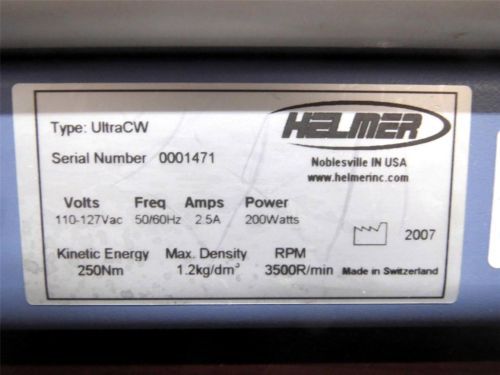 Type: UltraCW
HELMER
Serial Number 0001471
Noblesville IN USA
www.helmerinc.com
Volts Freq Amps Power
110-127Vac 50/60Hz 2.5A 200Watts
2007
Kinetic Energy Max. Density RPM
250Nm 1.2kg/dm³ 3500R/min Made in Switzerland